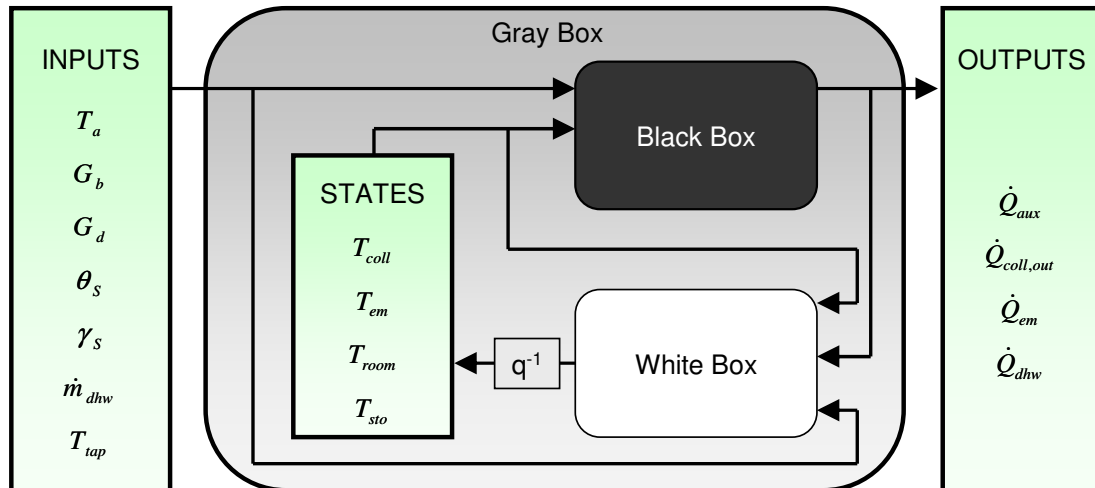 Gray Box
INPUTS
T_a
G_b
G_d
θ_S
γ_S
ṁ_dhw
T_tap
STATES
T_coll
T_em
T_room
T_sto
Black Box
White Box
q^-1
OUTPUTS
Q̇_aux
Q̇_coll,out
Q̇_em
Q̇_dhw